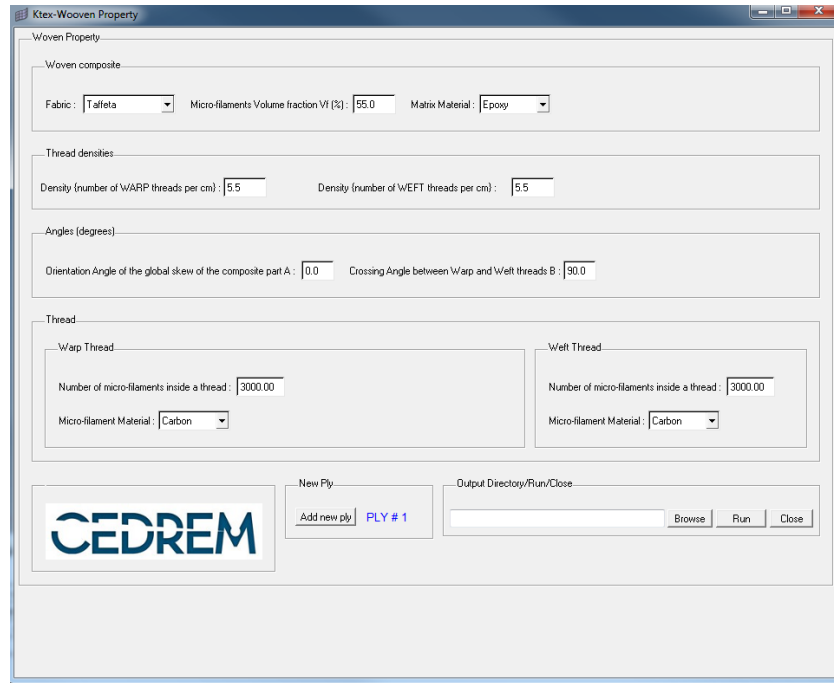 Ktex-Wooven Property
Woven Property
Woven composite
Fabric : Taffeta Micro-filaments Volume fraction Vf (%) : 55.0 Matrix Material : Epoxy
Thread densities
Density {number of WARP threads per cm} : 5.5 Density {number of WEFT threads per cm} : 5.5
Angles (degrees)
Orientation Angle of the global skew of the composite part A : 0.0 Crossing Angle between Warp and Weft threads B : 90.0
Thread
Warp Thread
Number of micro-filaments inside a thread : 3000.00
Micro-filament Material : Carbon
Weft Thread
Number of micro-filaments inside a thread : 3000.00
Micro-filament Material : Carbon
CEDREM
New Ply
Add new ply PLY # 1
Output Directory/Run/Close
Browse Run Close